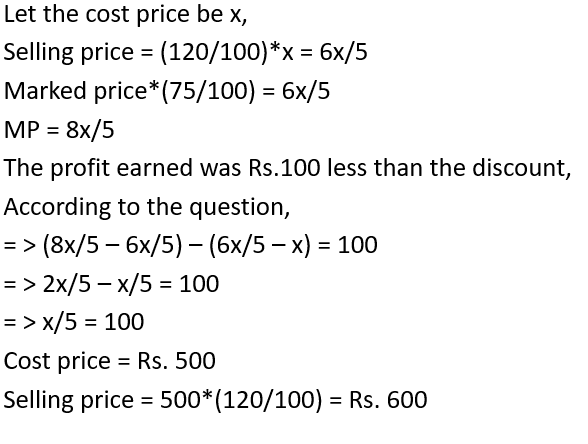 Let the cost price be x,
Selling price = (120/100)*x = 6x/5
Marked price*(75/100) = 6x/5
MP = 8x/5
The profit earned was Rs.100 less than the discount,
According to the question,
= > (8x/5 – 6x/5) – (6x/5 – x) = 100
= > 2x/5 – x/5 = 100
= > x/5 = 100
Cost price = Rs. 500
Selling price = 500*(120/100) = Rs. 600